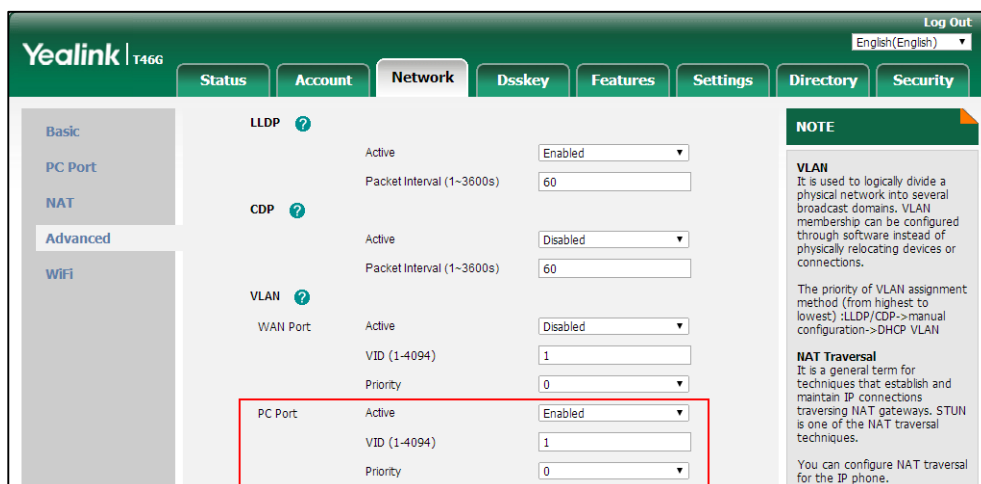 Log Out
Yealink T46G
English(English)
Status Account Network Dsskey Features Settings Directory Security
Basic
PC Port
NAT
Advanced
WiFi
LLDP ?
Active Enabled
Packet Interval (1~3600s) 60
CDP ?
Active Disabled
Packet Interval (1~3600s) 60
VLAN ?
WAN Port Active Disabled
VID (1-4094) 1
Priority 0
PC Port Active Enabled
VID (1-4094) 1
Priority 0
NOTE
VLAN
It is used to logically divide a
physical network into several
broadcast domains. VLAN
membership can be configured
through software instead of
physically relocating devices or
connections.
The priority of VLAN assignment
method (from highest to
lowest) :LLDP/CDP->manual
configuration->DHCP VLAN
NAT Traversal
It is a general term for
techniques that establish and
maintain IP connections
traversing NAT gateways. STUN
is one of the NAT traversal
techniques.
You can configure NAT traversal
for the IP phone.